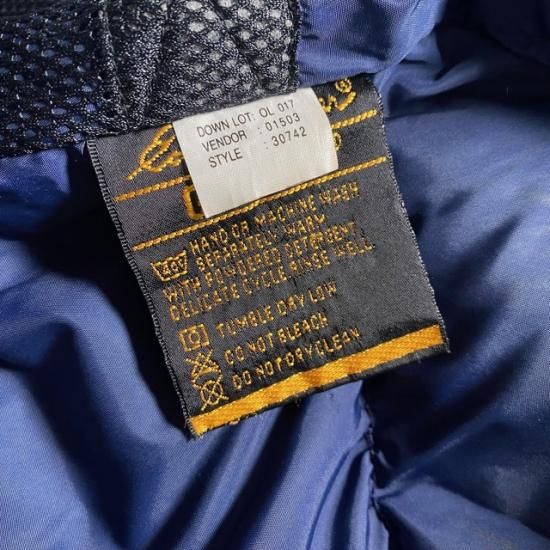 DOWN LOT: OL 017
VENDOR : 01503
STYLE : 30742
®
40
HAND OR MACHINE WASH
SEPARATELY WARM
WITH POWDERED DETERGENT
DELICATE CYCLE RINSE WELL.
TUMBLE DRY LOW
DO NOT BLEACH
DO NOT DRYCLEAN